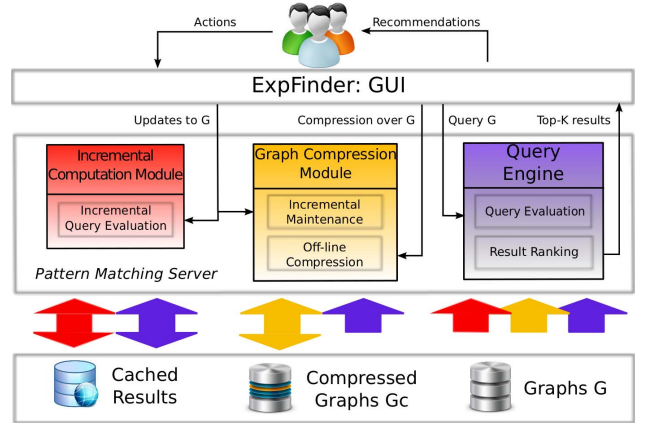 Actions
Recommendations
ExpFinder: GUI
Updates to G
Compression over G
Query G
Top-K results
Incremental
Computation Module
Incremental
Query Evaluation
Graph Compression
Module
Incremental
Maintenance
Off-line
Compression
Query
Engine
Query Evaluation
Result Ranking
Pattern Matching Server
Cached
Results
Compressed
Graphs Gc
Graphs G